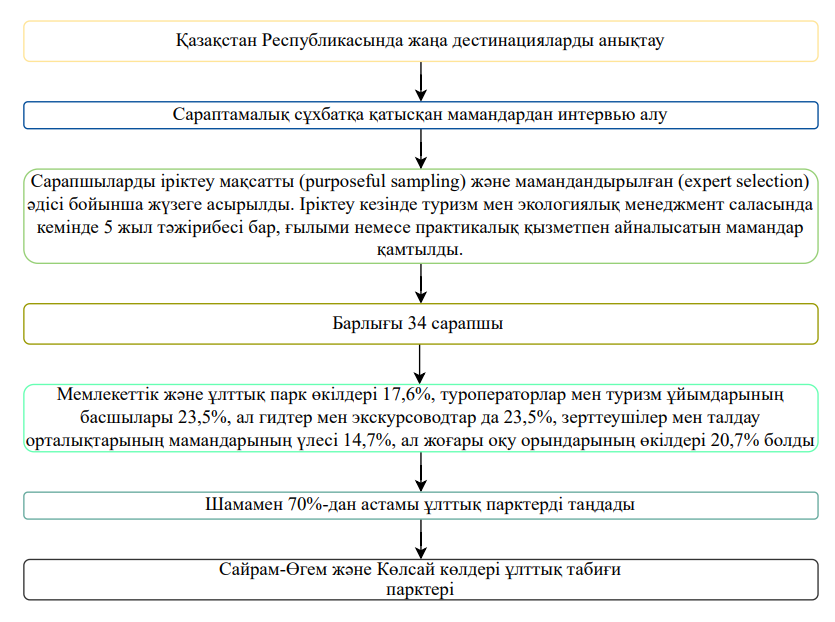 Қазақстан Республикасында жаңа дестинацияларды анықтау
Сараптамалық сұхбатқа қатысқан мамандардан интервью алу
Сарапшыларды іріктеу мақсатты (purposeful sampling) және мамандандырылған (expert selection)
әдісі бойынша жүзеге асырылды. Іріктеу кезінде туризм мен экологиялық менеджмент саласында
кемінде 5 жыл тәжірибесі бар, ғылыми немесе практикалық қызметпен айналысатын мамандар
қамтылды.
Барлығы 34 сарапшы
Мемлекеттік және ұлттық парк өкілдері 17,6%, туроператорлар мен туризм ұйымдарының
басшылары 23,5%, ал гидтер мен экскурсоводтар да 23,5%, зерттеушілер мен талдау
орталықтарының мамандарының үлесі 14,7%, ал жоғары оқу орындарының өкілдері 20,7% болды
Шамамен 70%-дан астамы ұлттық парктерді таңдады
Сайрам-Өгем және Көлсай көлдері ұлттық табиғи
парктері